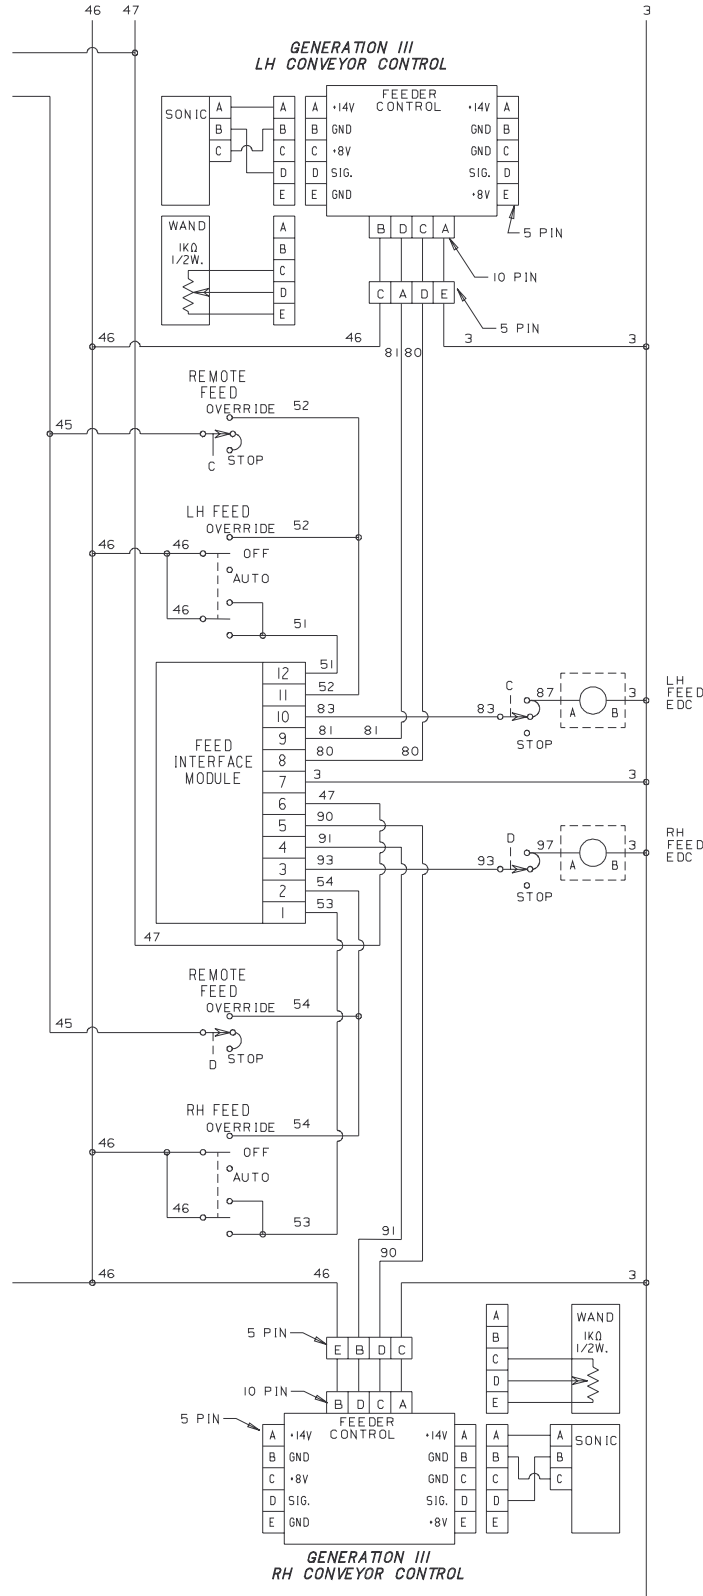 46 47 3
GENERATION III
LH CONVEYOR CONTROL
FEEDER
CONTROL
SONIC A A A +14V +14V A
B B B GND GND B
C C C +8V GND C
D D SIG. SIG. D
E E GND +8V E
WAND
1KΩ
1/2W.
A
B
C
D
E
B D C A
5 PIN
10 PIN
C A D E
5 PIN
46 46 3 3
81 80
REMOTE
FEED
OVERRIDE 52
45
C STOP
LH FEED
OVERRIDE 52
46 46 OFF
AUTO
46
51
12 51
11 52
10 83 83 C 87 A B 3
STOP
LH
FEED
EDC
9 81 81
8 80 80
7 3 3
FEED
INTERFACE
MODULE
6 47
5 90
4 91
3 93 93 D 97 A B 3
STOP
RH
FEED
EDC
2 54
1 53
47
REMOTE
FEED
OVERRIDE 54
45
D STOP
RH FEED
OVERRIDE 54
46 OFF
AUTO
46
53
91
90
46 46 3
5 PIN
E B D C
10 PIN
B D C A
A
B
C
D
E
WAND
1KΩ
1/2W.
5 PIN
FEEDER
CONTROL
A +14V +14V A A A SONIC
B GND GND B B B
C +8V GND C C C
D SIG. SIG. D D
E GND +8V E E
GENERATION III
RH CONVEYOR CONTROL